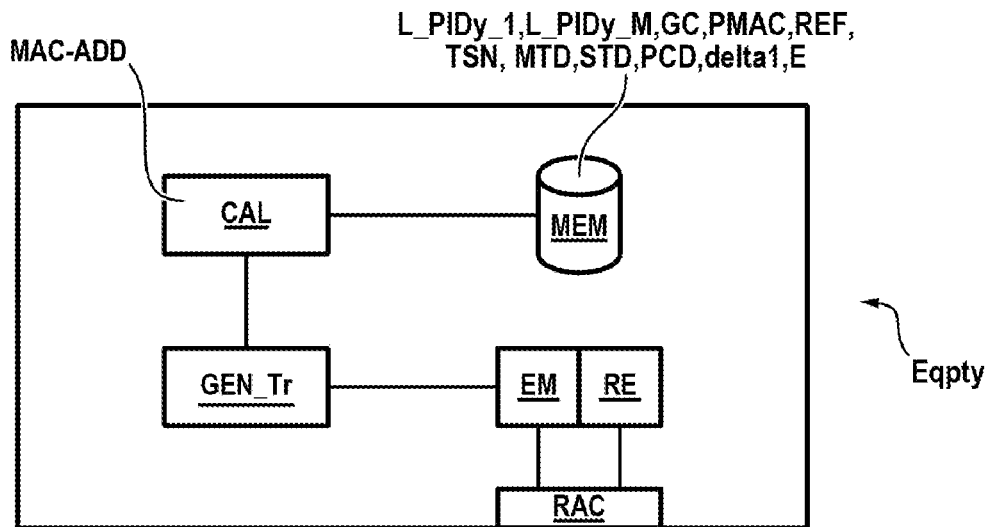 L_PIDy_1,L_PIDy_M,GC,PMAC,REF,
TSN, MTD,STD,PCD,delta1,E
MAC-ADD
CAL
MEM
GEN_Tr
EM
RE
Eqpty
RAC